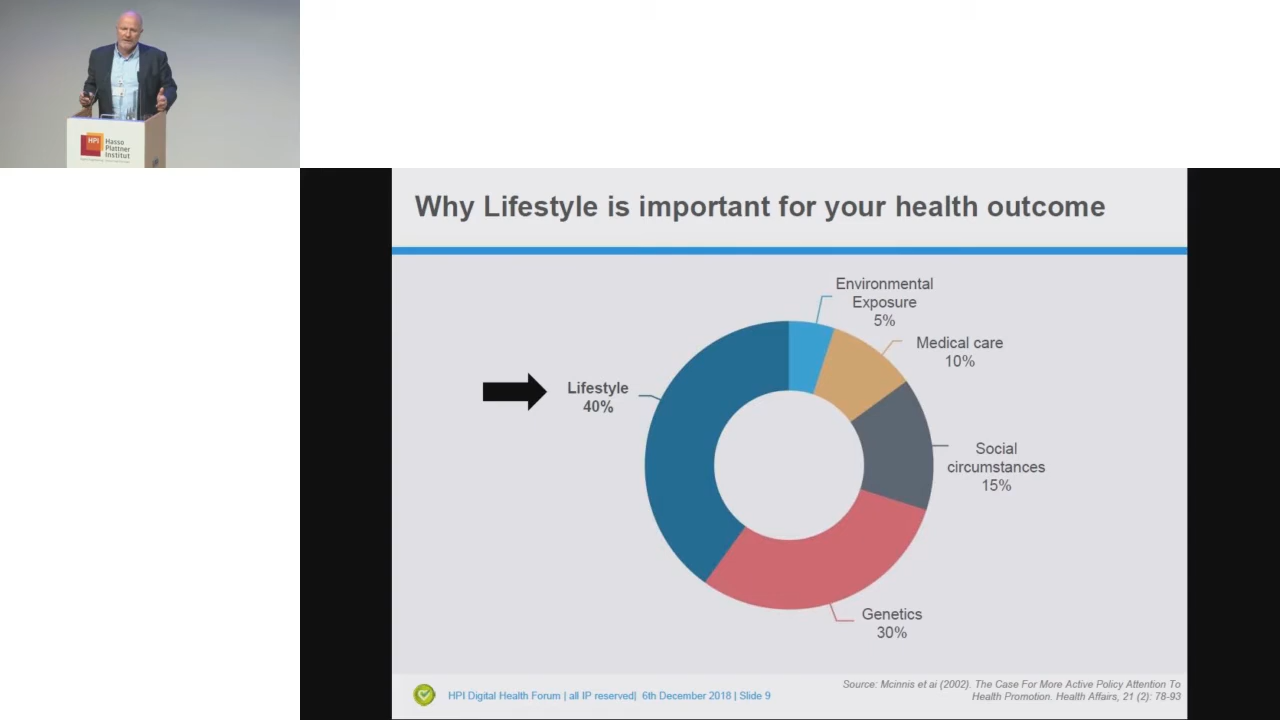 HPI
Hasso
Plattner
Institut
Why Lifestyle is important for your health outcome
Environmental
Exposure
5%
Medical care
10%
Lifestyle
40%
Social
circumstances
15%
Genetics
30%
HPI Digital Health Forum | all IP reserved| 6th December 2018 | Slide 9
Source: Mcinnis et ai (2002). The Case For More Active Policy Attention To
Health Promotion. Health Affairs, 21 (2): 78-93